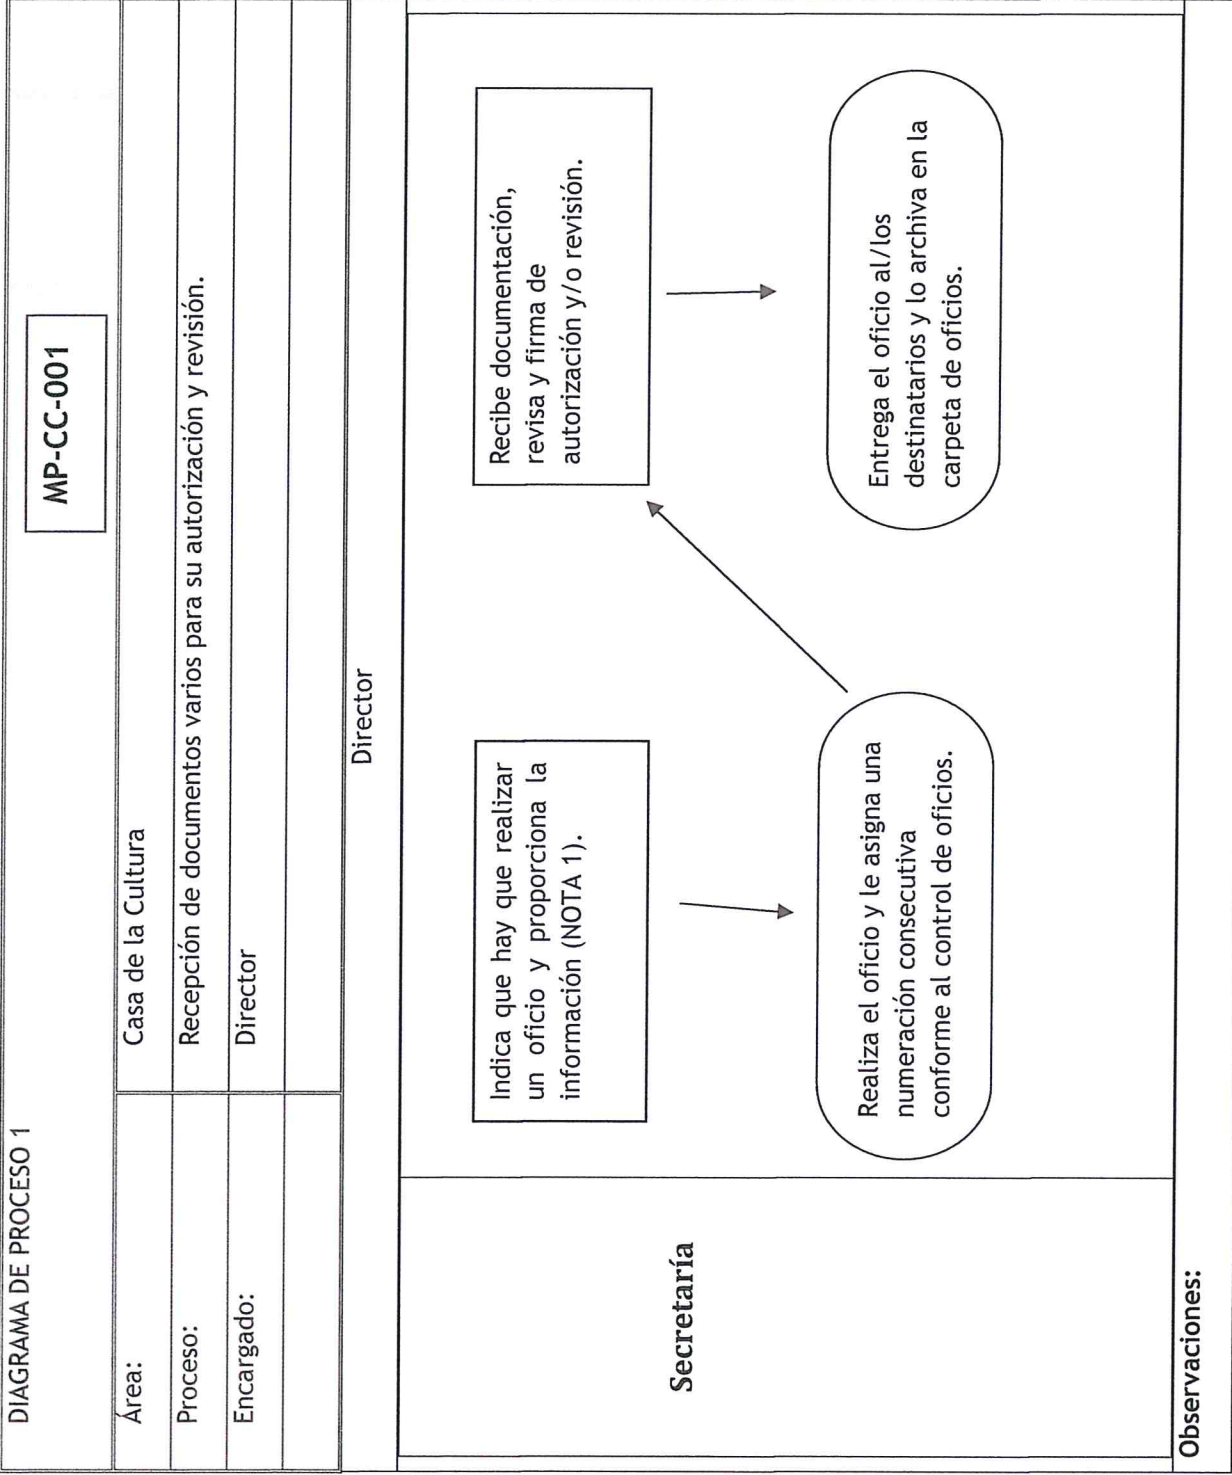 DIAGRAMA DE PROCESO 1
MP-CC-001
Área:
Casa de la Cultura
Proceso:
Recepción de documentos varios para su autorización y revisión.
Encargado:
Director
Director
Secretaría
Indica que hay que realizar
un oficio y proporciona la
información (NOTA 1).
Realiza el oficio y le asigna una
numeración consecutiva
conforme al control de oficios.
Recibe documentación,
revisa y firma de
autorización y/o revisión.
Entrega el oficio al/los
destinatarios y lo archiva en la
carpeta de oficios.
Observaciones: